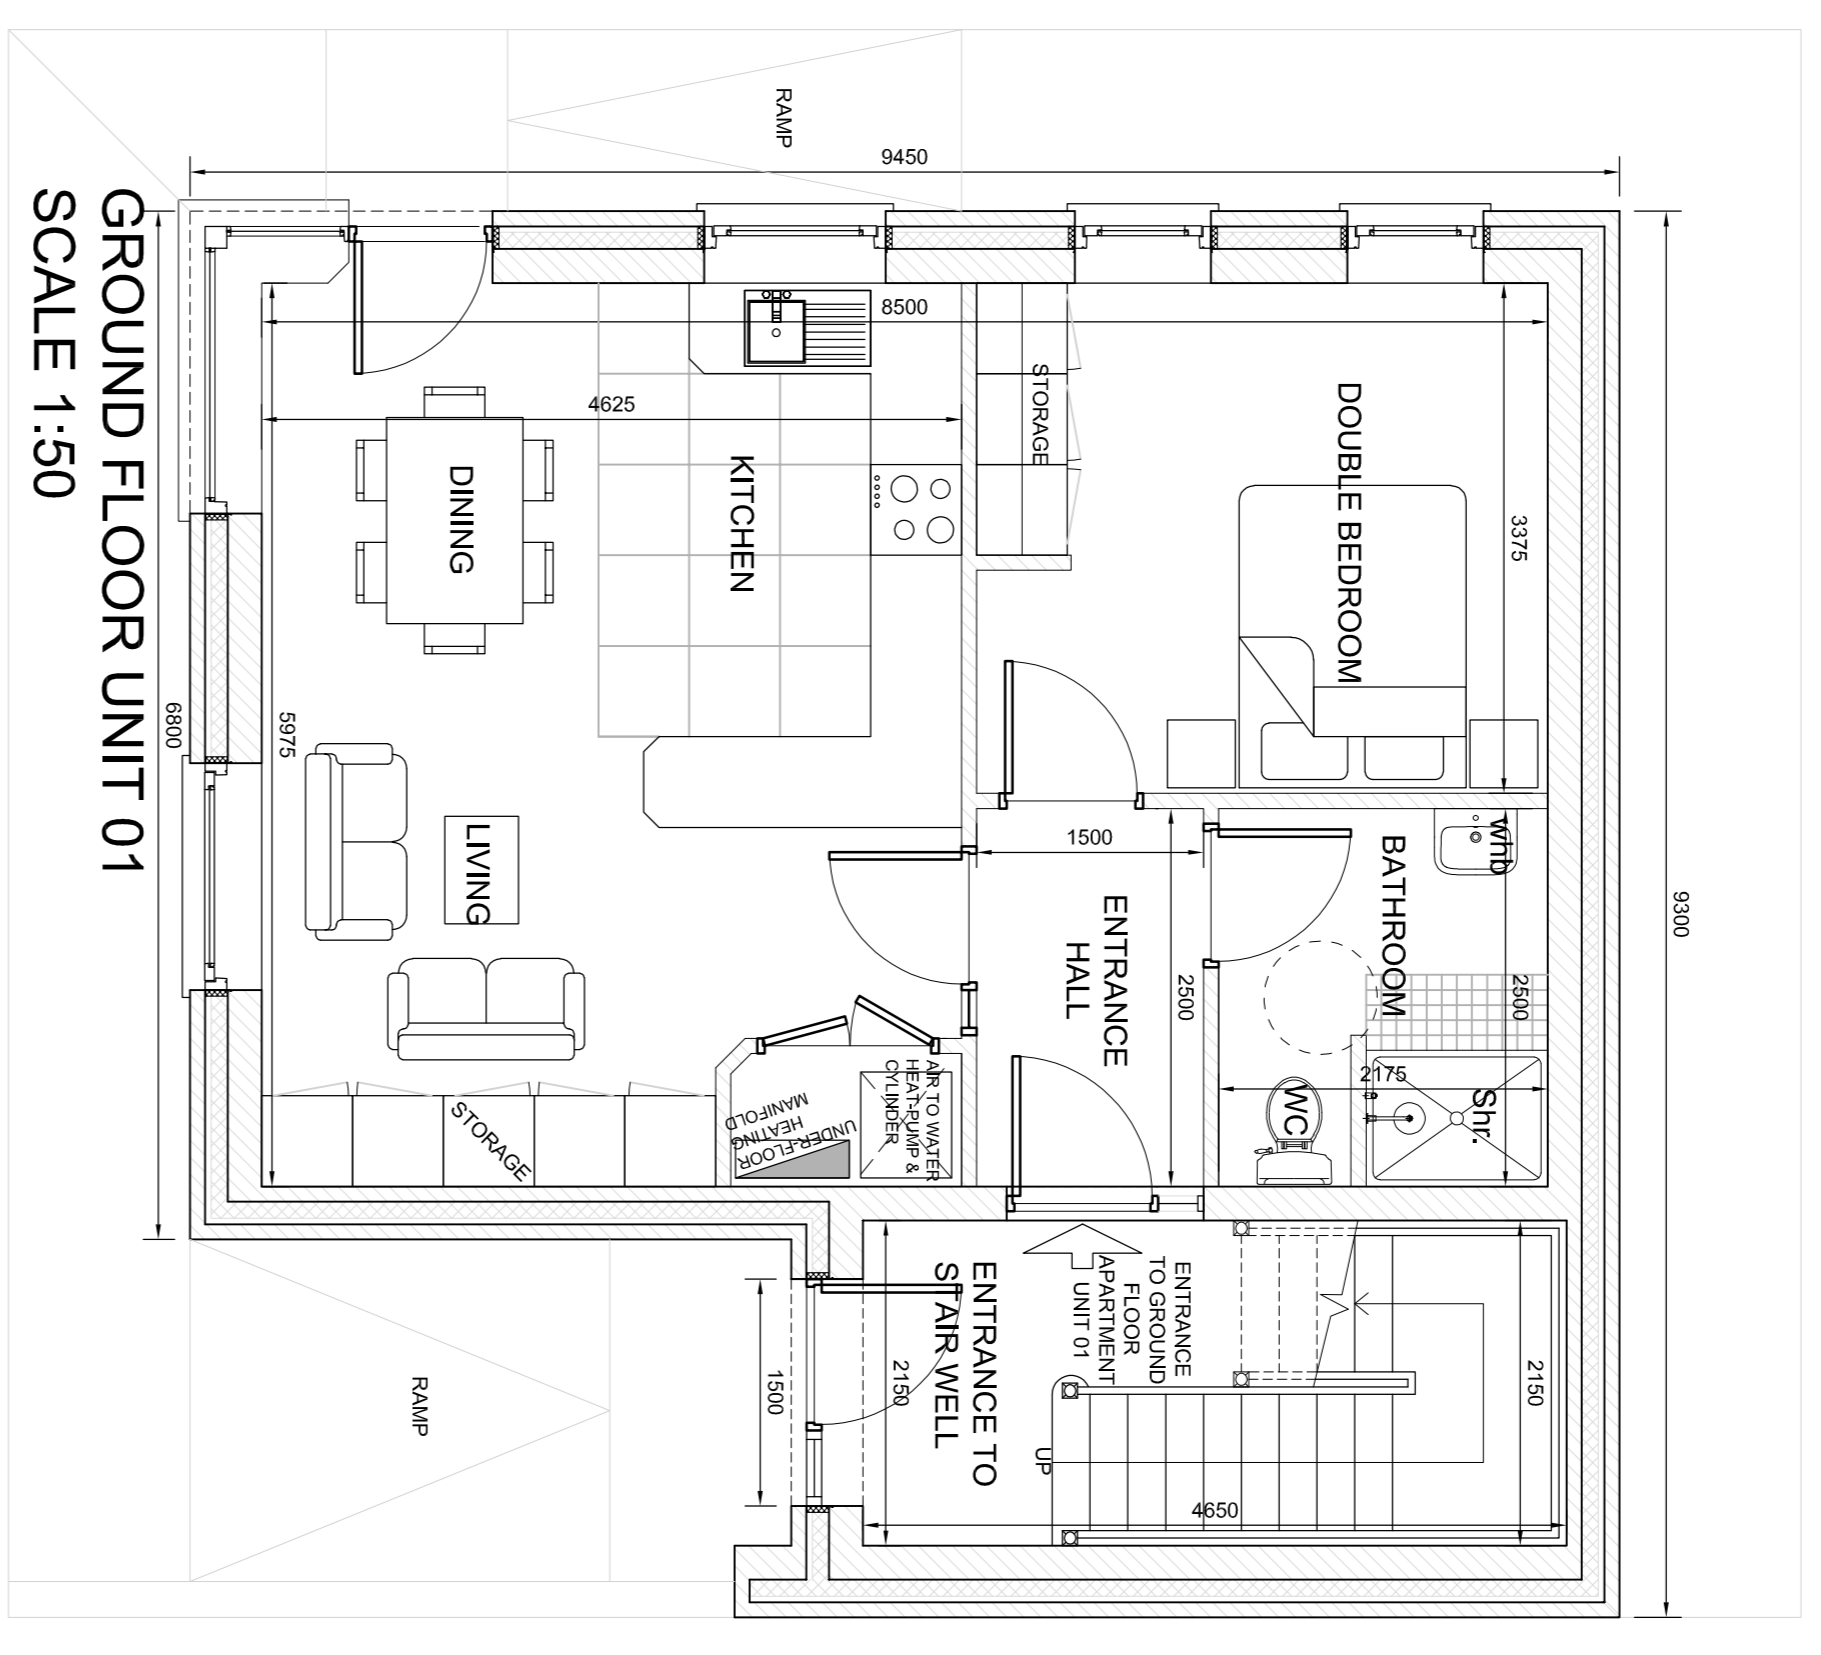 GROUND FLOOR UNIT 01
SCALE 1:50
RAMP
9450
8500
4625
STORAGE
DOUBLE BEDROOM
3375
KITCHEN
DINING
6800
5975
LIVING
1500
ENTRANCE
HALL
2500
BATHROOM
whb
2500
2175
WC
Shr.
9300
STORAGE
UNDER-FLOOR
HEATING
MANIFOLD
AIR TO WATER
HEAT-PUMP &
CYLINDER
ENTRANCE TO
STAIR WELL
ENTRANCE
TO GROUND
FLOOR
APARTMENT
UNIT 01
2150
2150
1500
UP
4650
RAMP